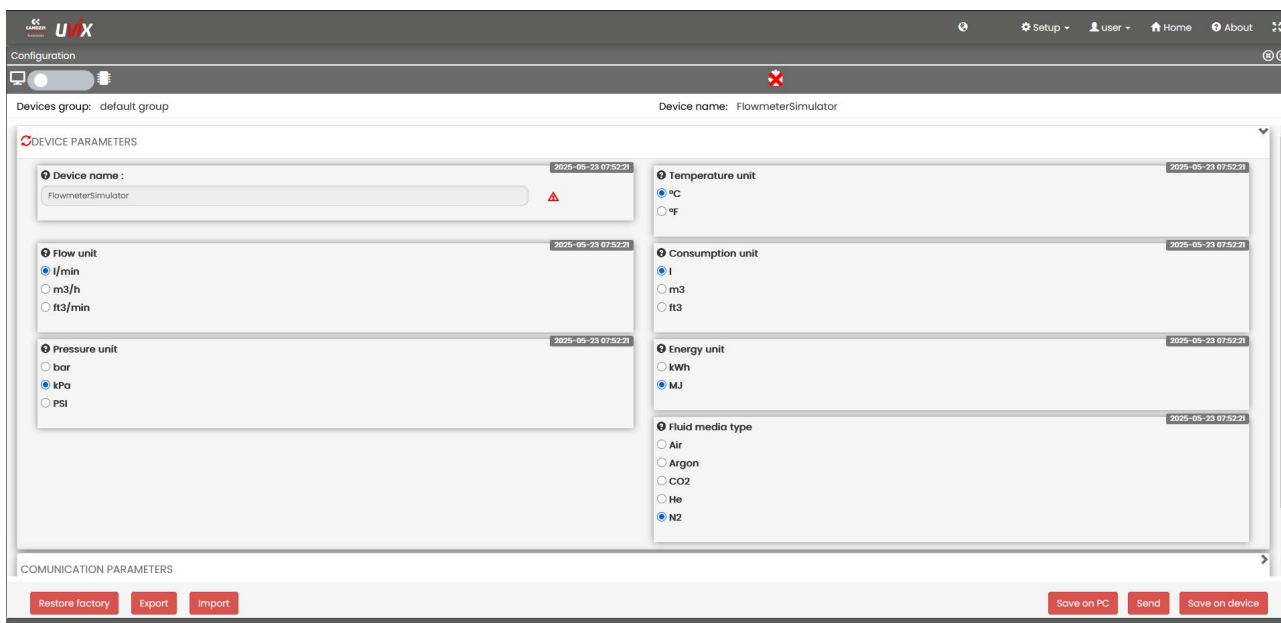 CAMOZZI
UVIX
Setup
user
Home
About
Configuration
Devices group: default group
Device name: FlowmeterSimulator
DEVICE PARAMETERS
2025-05-23 07:52:21
Device name :
FlowmeterSimulator
2025-05-23 07:52:21
Temperature unit
ºC
ºF
2025-05-23 07:52:21
Flow unit
l/min
m3/h
ft3/min
2025-05-23 07:52:21
Consumption unit
l
m3
ft3
2025-05-23 07:52:21
Pressure unit
bar
kPa
PSI
2025-05-23 07:52:21
Energy unit
kWh
MJ
2025-05-23 07:52:21
Fluid media type
Air
Argon
CO2
He
N2
COMUNICATION PARAMETERS
Restore factory
Export
Import
Save on PC
Send
Save on device